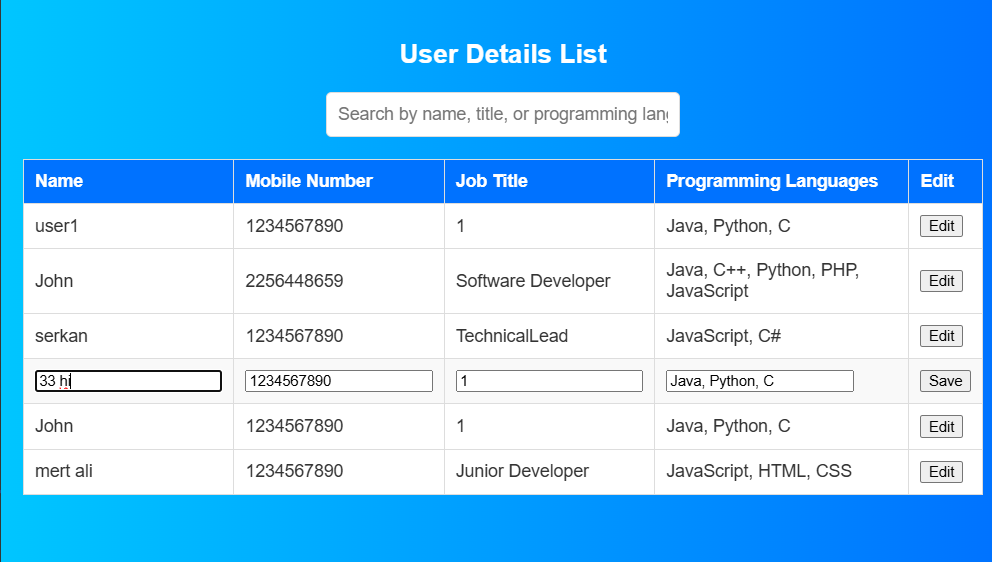 User Details List
Search by name, title, or programming lang
Name Mobile Number Job Title Programming Languages Edit
user1 1234567890 1 Java, Python, C Edit
John 2256448659 Software Developer Java, C++, Python, PHP, Edit
JavaScript
serkan 1234567890 TechnicalLead JavaScript, C# Edit
33 hi 1234567890 1 Java, Python, C Save
John 1234567890 1 Java, Python, C Edit
mert ali 1234567890 Junior Developer JavaScript, HTML, CSS Edit